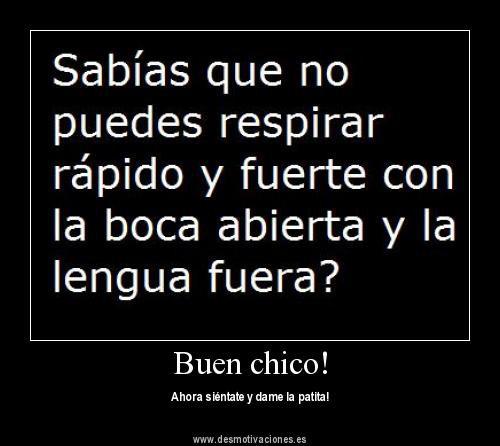 Sabías que no
puedes respirar
rápido y fuerte con
la boca abierta y la
lengua fuera?
Buen chico!
Ahora siéntate y dame la patita!
www.desmotivaciones.es